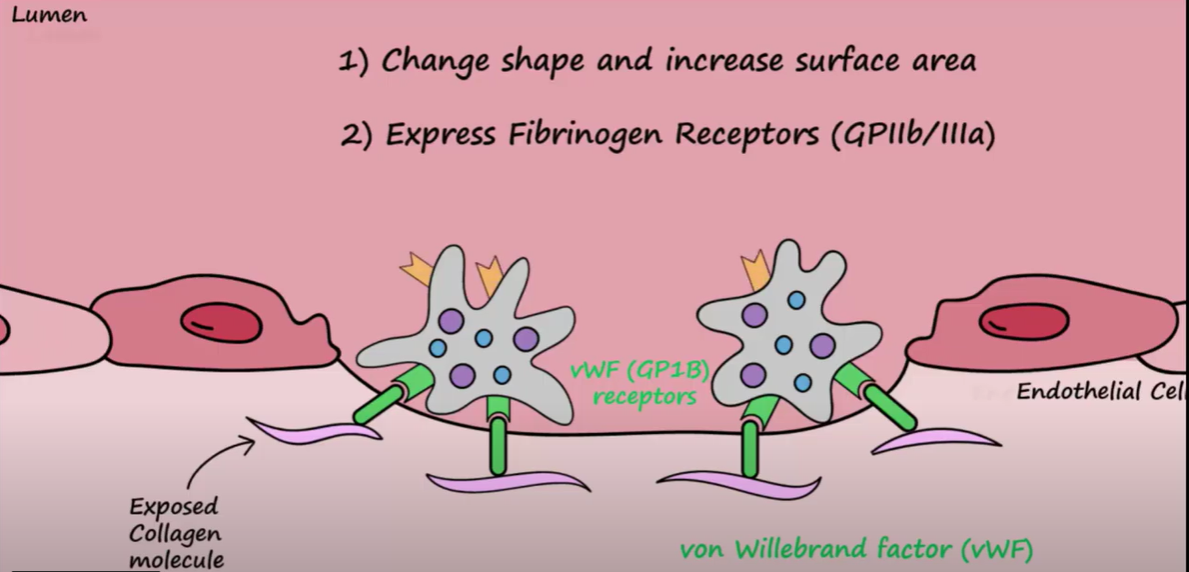 Lumen
1) Change shape and increase surface area
2) Express Fibrinogen Receptors (GPIIb/IIIa)
vWF (GP1B)
receptors
Endothelial Cel
Exposed
Collagen
molecule
von Willebrand factor (vWF)